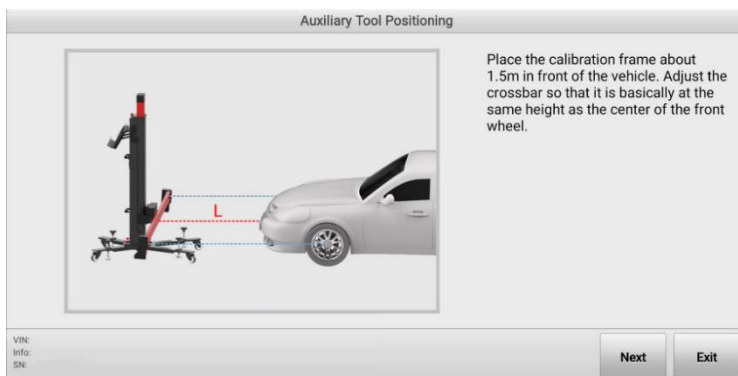 Auxiliary Tool Positioning
Place the calibration frame about
1.5m in front of the vehicle. Adjust the
crossbar so that it is basically at the
same height as the center of the front
wheel.
L
VIN:
Info:
SN:
Next
Exit